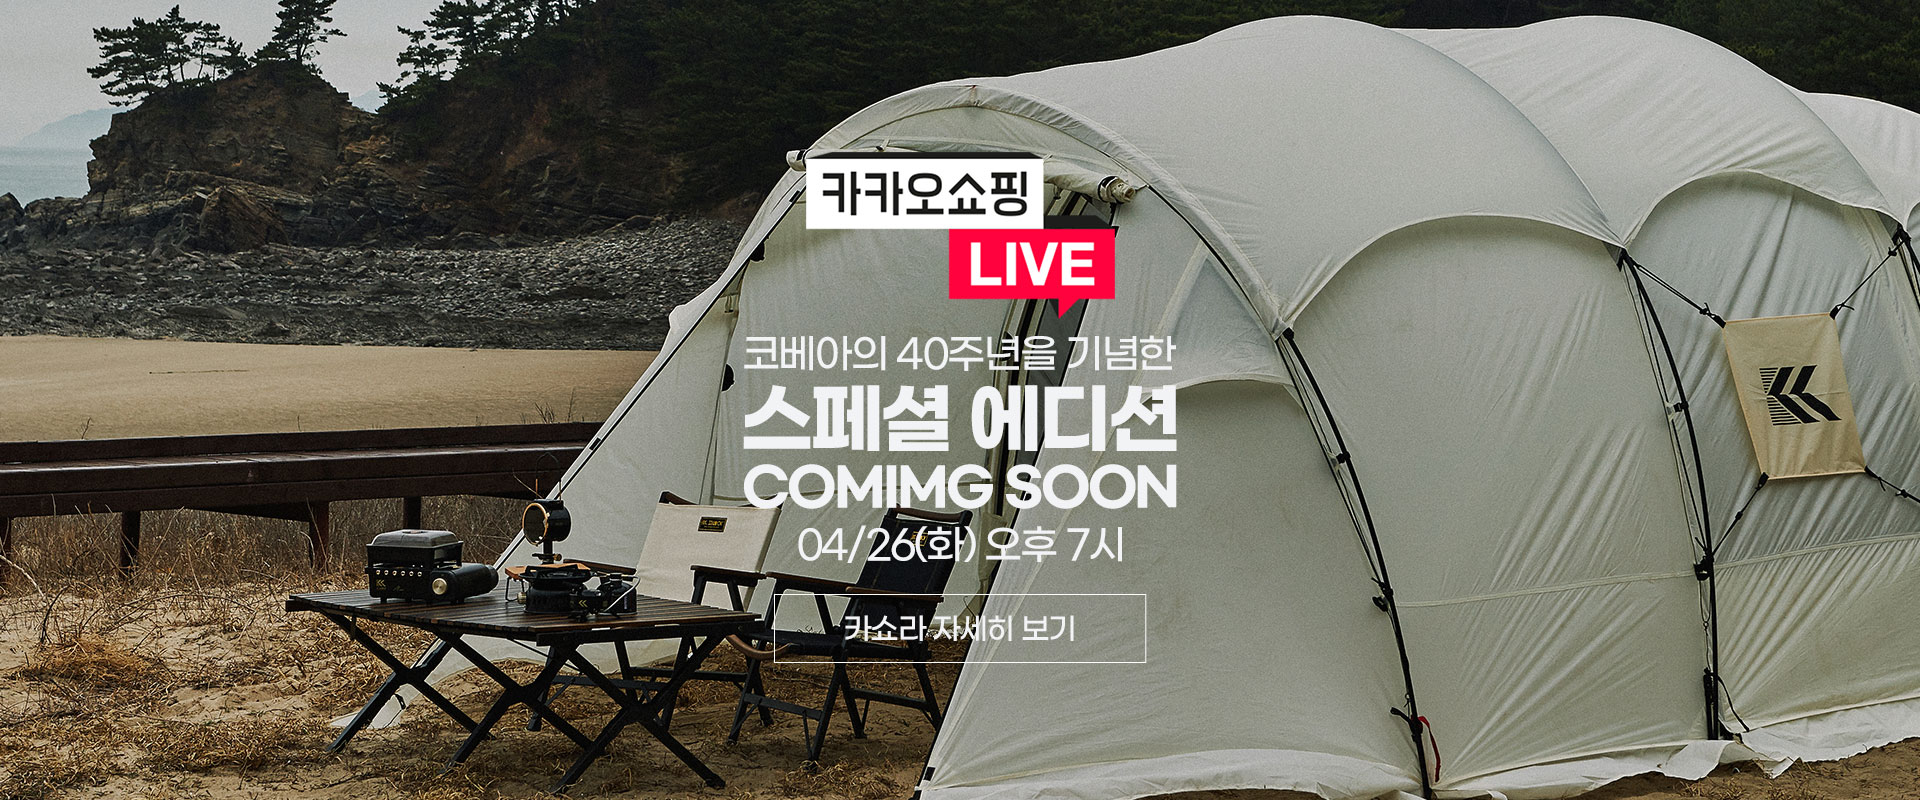 카카오쇼핑
LIVE
코베아의 40주년을 기념한
스페셜 에디션
COMIMG SOON
04/26(화) 오후 7시
카쇼라 자세히 보기